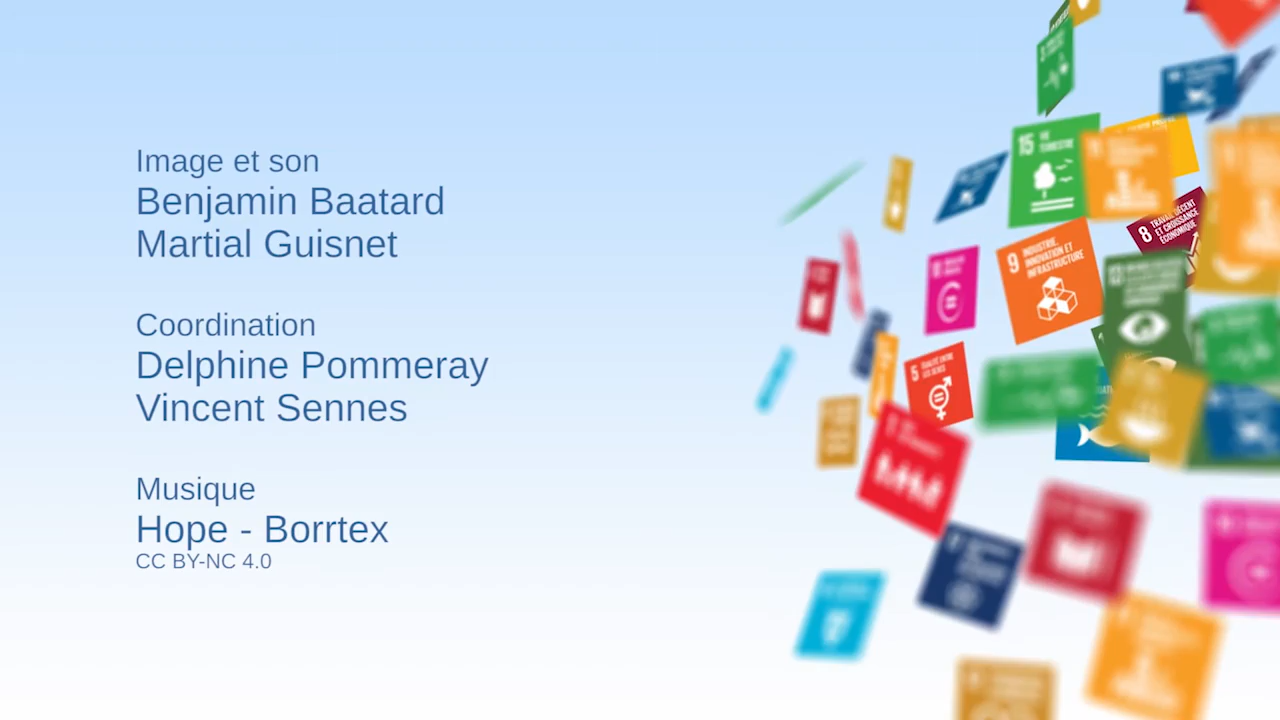 Image et son
Benjamin Baatard
Martial Guisnet
Coordination
Delphine Pommeray
Vincent Sennes
Musique
Hope - Borrtex
CC BY-NC 4.0
15 VIE
TERRESTRE
8 TRAVAIL DÉCENT
ET CROISSANCE
ÉCONOMIQUE
9 INDUSTRIE,
INNOVATION ET
INFRASTRUCTURE
5 ÉGALITÉ ENTRE
LES SEXES
13